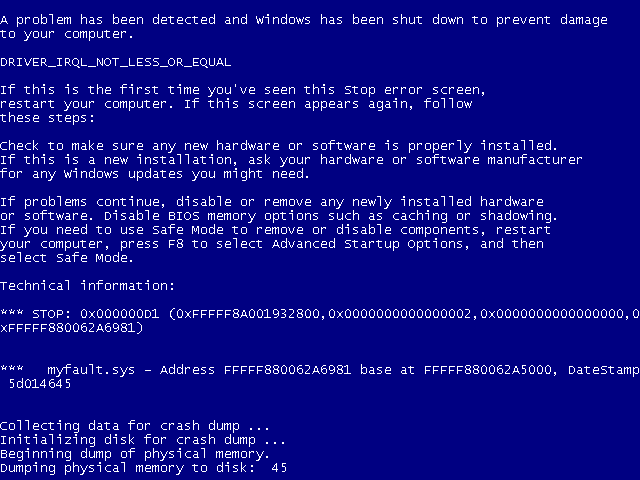 A problem has been detected and Windows has been shut down to prevent damage
to your computer.
DRIVER_IRQL_NOT_LESS_OR_EQUAL
If this is the first time you've seen this Stop error screen,
restart your computer. If this screen appears again, follow
these steps:
Check to make sure any new hardware or software is properly installed.
If this is a new installation, ask your hardware or software manufacturer
for any Windows updates you might need.
If problems continue, disable or remove any newly installed hardware
or software. Disable BIOS memory options such as caching or shadowing.
If you need to use Safe Mode to remove or disable components, restart
your computer, press F8 to select Advanced Startup Options, and then
select Safe Mode.
Technical information:
*** STOP: 0x000000D1 (0xFFFFF8A001932800,0x0000000000000002,0x0000000000000000,0
xFFFFF880062A6981)
***   myfault.sys - Address FFFFF880062A6981 base at FFFFF880062A5000, DateStamp
5d014645
Collecting data for crash dump ...
Initializing disk for crash dump ...
Beginning dump of physical memory.
Dumping physical memory to disk:  45